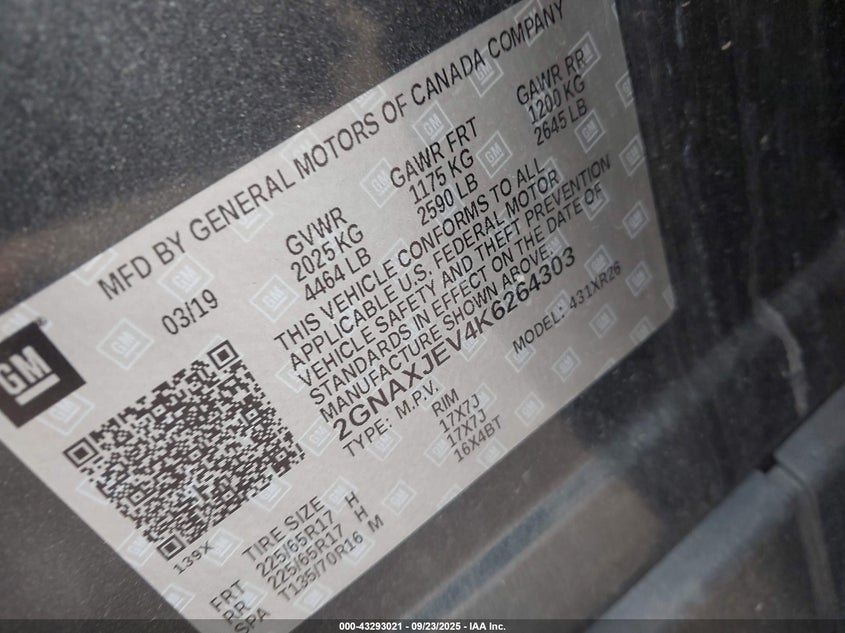 MFD BY GENERAL MOTORS OF CANADA COMPANY
03/19
GVWR
2025 KG
4464 LB
GAWR FRT
1175 KG
2590 LB
GAWR RR
1200 KG
2645 LB
THIS VEHICLE CONFORMS TO ALL
APPLICABLE U.S. FEDERAL MOTOR
VEHICLE SAFETY AND THEFT PREVENTION
STANDARDS IN EFFECT ON THE DATE OF
MANUFACTURE SHOWN ABOVE.
2GNAXJEV4K6264303
TYPE: M.P.V.
MODEL: 431XR26
GM
139X
TIRE SIZE RIM
FRT 225/65R17 H 17X7J
RR 225/65R17 H 17X7J
SPA T135/70R16 M 16X4BT
000-43293021 - 09/23/2025 - IAA Inc.